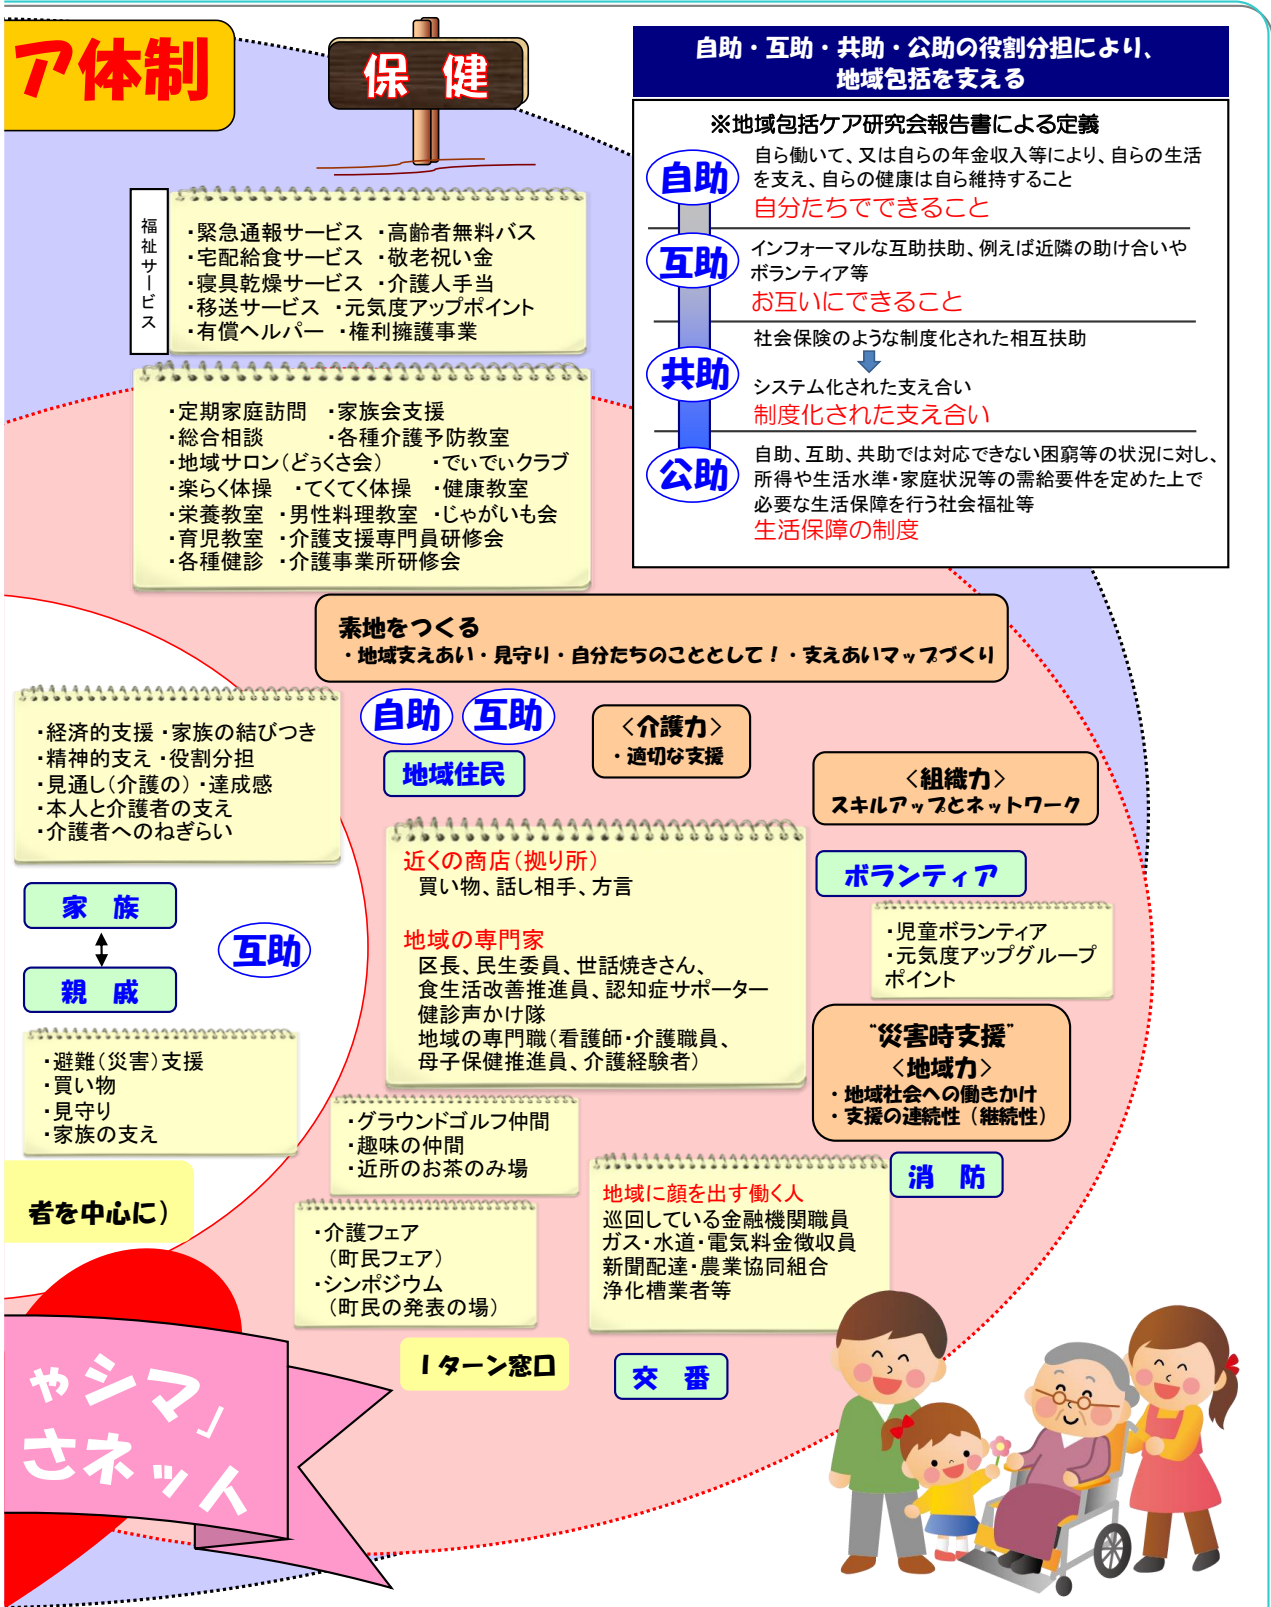 ア体制
保 健
自助・互助・共助・公助の役割分担により、
地域包括を支える
※地域包括ケア研究会報告書による定義
自助
自ら働いて、又は自らの年金収入等により、自らの生活
を支え、自らの健康は自ら維持すること
自分たちでできること
互助
インフォーマルな互助扶助、例えば近隣の助け合いや
ボランティア等
お互いにできること
共助
社会保険のような制度化された相互扶助
システム化された支え合い
制度化された支え合い
公助
自助、互助、共助では対応できない困窮等の状況に対し、
所得や生活水準・家庭状況等の需給要件を定めた上で
必要な生活保障を行う社会福祉等
生活保障の制度
福祉サービス
・緊急通報サービス ・高齢者無料バス
・宅配給食サービス ・敬老祝い金
・寝具乾燥サービス ・介護人手当
・移送サービス ・元気度アップポイント
・有償ヘルパー ・権利擁護事業
・定期家庭訪問 ・家族会支援
・総合相談 ・各種介護予防教室
・地域サロン(どぅくさ会) ・でいでいクラブ
・楽らく体操 ・てくてく体操 ・健康教室
・栄養教室 ・男性料理教室 ・じゃがいも会
・育児教室 ・介護支援専門員研修会
・各種健診 ・介護事業所研修会
素地をつくる
・地域支えあい・見守り・自分たちのこととして！・支えあいマップづくり
・経済的支援・家族の結びつき
・精神的支え・役割分担
・見通し(介護の) ・達成感
・本人と介護者の支え
・介護者へのねぎらい
自助 互助
地域住民
＜介護力＞
・適切な支援
＜組織力＞
スキルアップとネットワーク
近くの商店(拠り所)
買い物、話し相手、方言
地域の専門家
区長、民生委員、世話焼きさん、
食生活改善推進員、認知症サポーター
健診声かけ隊
地域の専門職(看護師・介護職員、
母子保健推進員、介護経験者)
ボランティア
・児童ボランティア
・元気度アップグループ
ポイント
家 族
親 戚
互助
・避難(災害)支援
・買い物
・見守り
・家族の支え
“災害時支援”
＜地域力＞
・地域社会への働きかけ
・支援の連続性（継続性）
・グラウンドゴルフ仲間
・趣味の仲間
・近所のお茶のみ場
消 防
地域に顔を出す働く人
巡回している金融機関職員
ガス・水道・電気料金徴収員
新聞配達・農業協同組合
浄化槽業者等
者を中心に）
・介護フェア
(町民フェア)
・シンポジウム
(町民の発表の場)
Ｉターン窓口
交 番
ゃシマ」
さネット